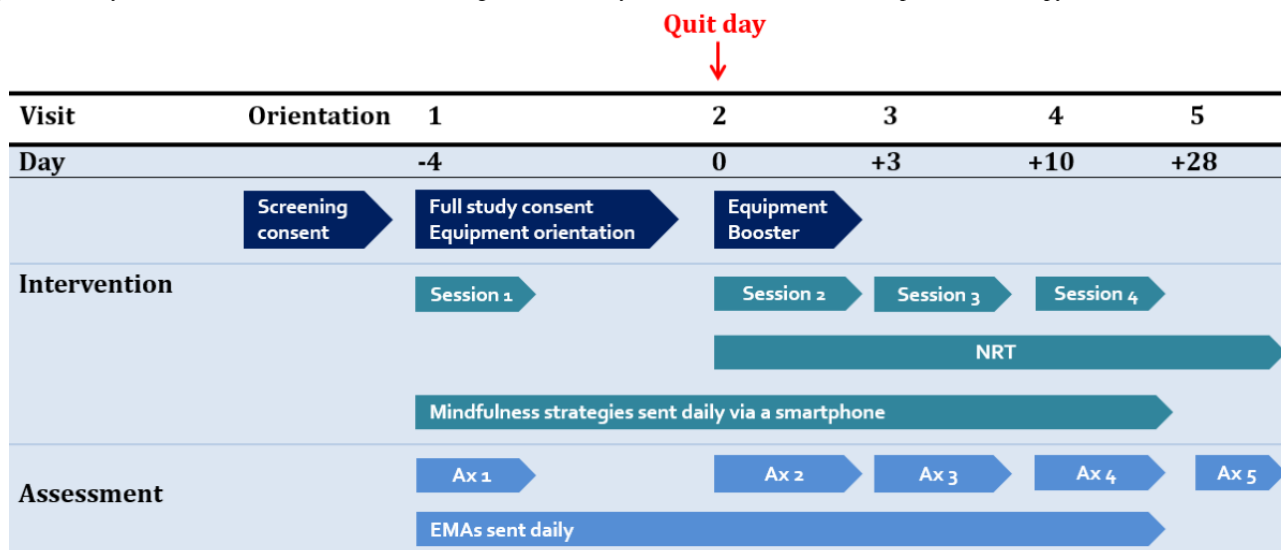 Quit day
Visit Orientation 1 2 3 4 5
Day -4 0 +3 +10 +28
Screening consent
Full study consent
Equipment orientation
Equipment
Booster
Intervention
Session 1 Session 2 Session 3 Session 4
NRT
Mindfulness strategies sent daily via a smartphone
Assessment
Ax 1 Ax 2 Ax 3 Ax 4 Ax 5
EMAs sent daily